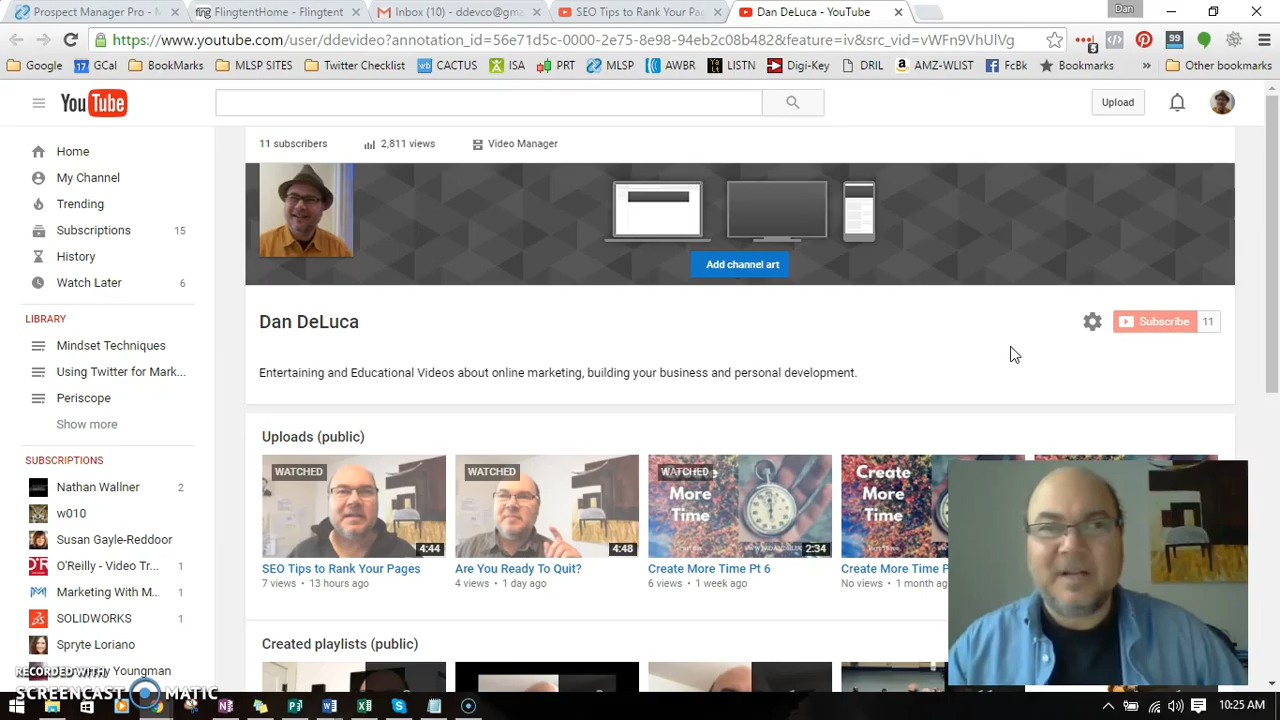 Prospect Manager Pro -
FlingtentHome - Flingtent
Inbox (10) - ddevco@gm
SEO Tips to Rank Your Pa
Dan DeLuca - YouTube
Dan
https://www.youtube.com/user/ddevideo?annotation_id=56e71d5c-0000-2e75-8e98-94eb2c08b482&feature=iv&src_vid=vWFn9VhUlVg
5
99
Google
GCal
BookMarks
MLSP SITES
Twitter Checklist
CACTUS
ISA
PRT
MLSP
AWBR
LISTN
Digi-Key
DRIL
AMZ-WLIST
FcBk
Bookmarks
»
Other bookmarks
YouTube
Upload
Home
My Channel
Trending
Subscriptions 15
History
Watch Later 6
LIBRARY
Mindset Techniques
Using Twitter for Mark...
Periscope
Show more
SUBSCRIPTIONS
Nathan Wallner 2
w010
Susan Gayle-Reddoor
O'Reilly - Video Tr... 1
Marketing With M... 1
SOLIDWORKS 1
Spryte Loriano
Youngman
11 subscribers
2,811 views
Video Manager
Add channel art
Dan DeLuca
Subscribe 11
Entertaining and Educational Videos about online marketing, building your business and personal development.
Uploads (public)
WATCHED
4:44
SEO Tips to Rank Your Pages
7 views • 13 hours ago
WATCHED
4:48
Are You Ready To Quit?
4 views • 1 day ago
WATCHED
More
Time
2:34
Create More Time Pt 6
6 views • 1 week ago
Create
More
Time
Create More Time P
No views • 1 month ag
Created playlists (public)
RECORDED WITH
SCREENCAST MATIC
10:25 AM